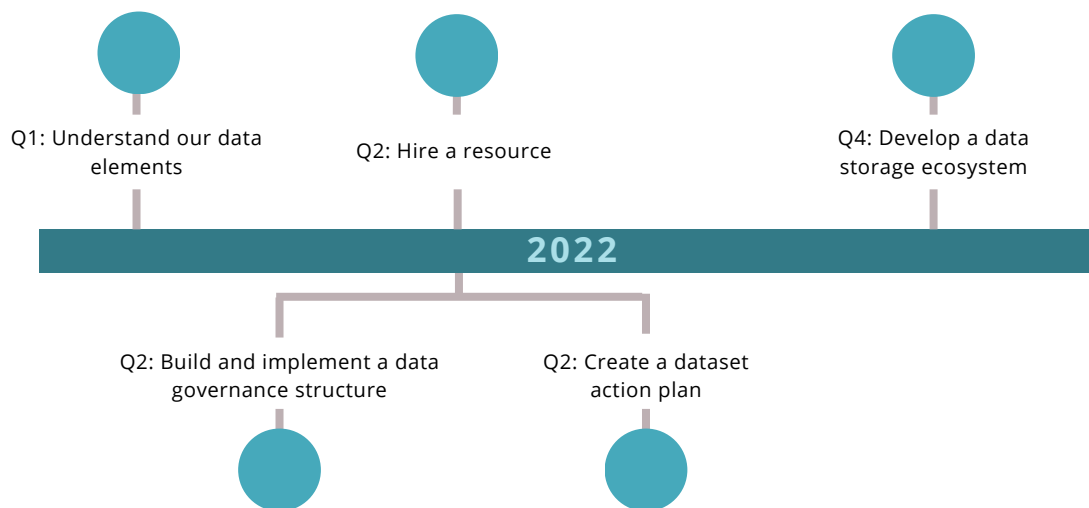 Q1: Understand our data
elements
Q2: Hire a resource
Q4: Develop a data
storage ecosystem
2022
Q2: Build and implement a data
governance structure
Q2: Create a dataset
action plan